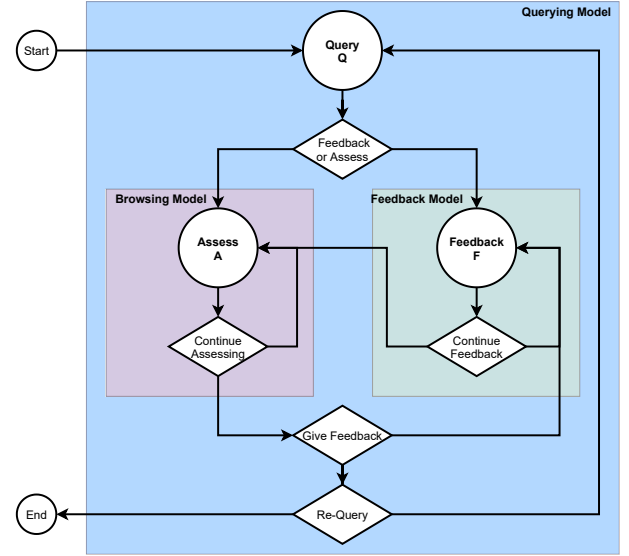 Querying Model
Start
Query
Q
Feedback
or Assess
Browsing Model
Feedback Model
Assess
A
Feedback
F
Continue
Assessing
Continue
Feedback
Give Feedback
End
Re-Query